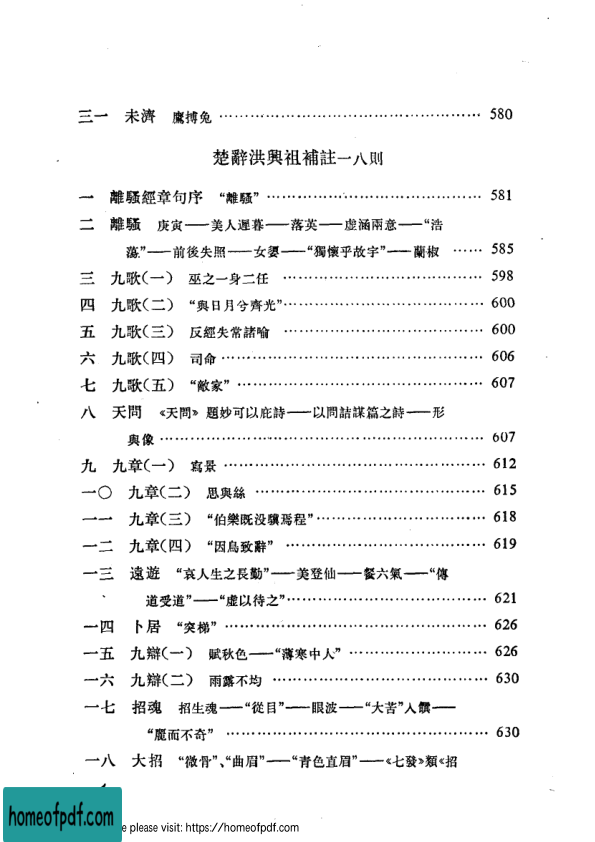 三一 未濟 鷹搏兔 …… 580
楚辭洪興祖補註一八則
一 離騷經章句序 “離騷” …… 581
二 離騷 庚寅——美人遲暮——落英——虛涵兩意——“浩
蕩”——前後失照——女嬃——“獨懷乎故宇”——蘭椒 …… 585
三 九歌(一) 巫之一身二任 …… 598
四 九歌(二) “與日月兮齊光” …… 600
五 九歌(三) 反經失常諸喻 …… 600
六 九歌(四) 司命 …… 606
七 九歌(五) “敵家” …… 607
八 天問 《天問》題妙可以庇詩——以問詰謀篇之詩——形
與像 …… 607
九 九章(一) 寫景 …… 612
一〇 九章(二) 思與絲 …… 615
一一 九章(三) “伯樂既没驥焉程” …… 618
一二 九章(四) “因鳥致辭” …… 619
一三 遠遊 “哀人生之長勤”——美登仙——餐六氣——“傳
道受道”——“虛以待之” …… 621
一四 卜居 “突梯” …… 626
一五 九辯(一) 賦秋色——“薄寒中人” …… 626
一六 九辯(二) 雨露不均 …… 630
一七 招魂 招生魂——“從目”——眼波——“大苦”人饌——
“麗而不奇” …… 630
一八 大招 “微骨”、“曲眉”——“青色直眉”——《七發》類《招
homeofpdf.com
e please visit: https://homeofpdf.com